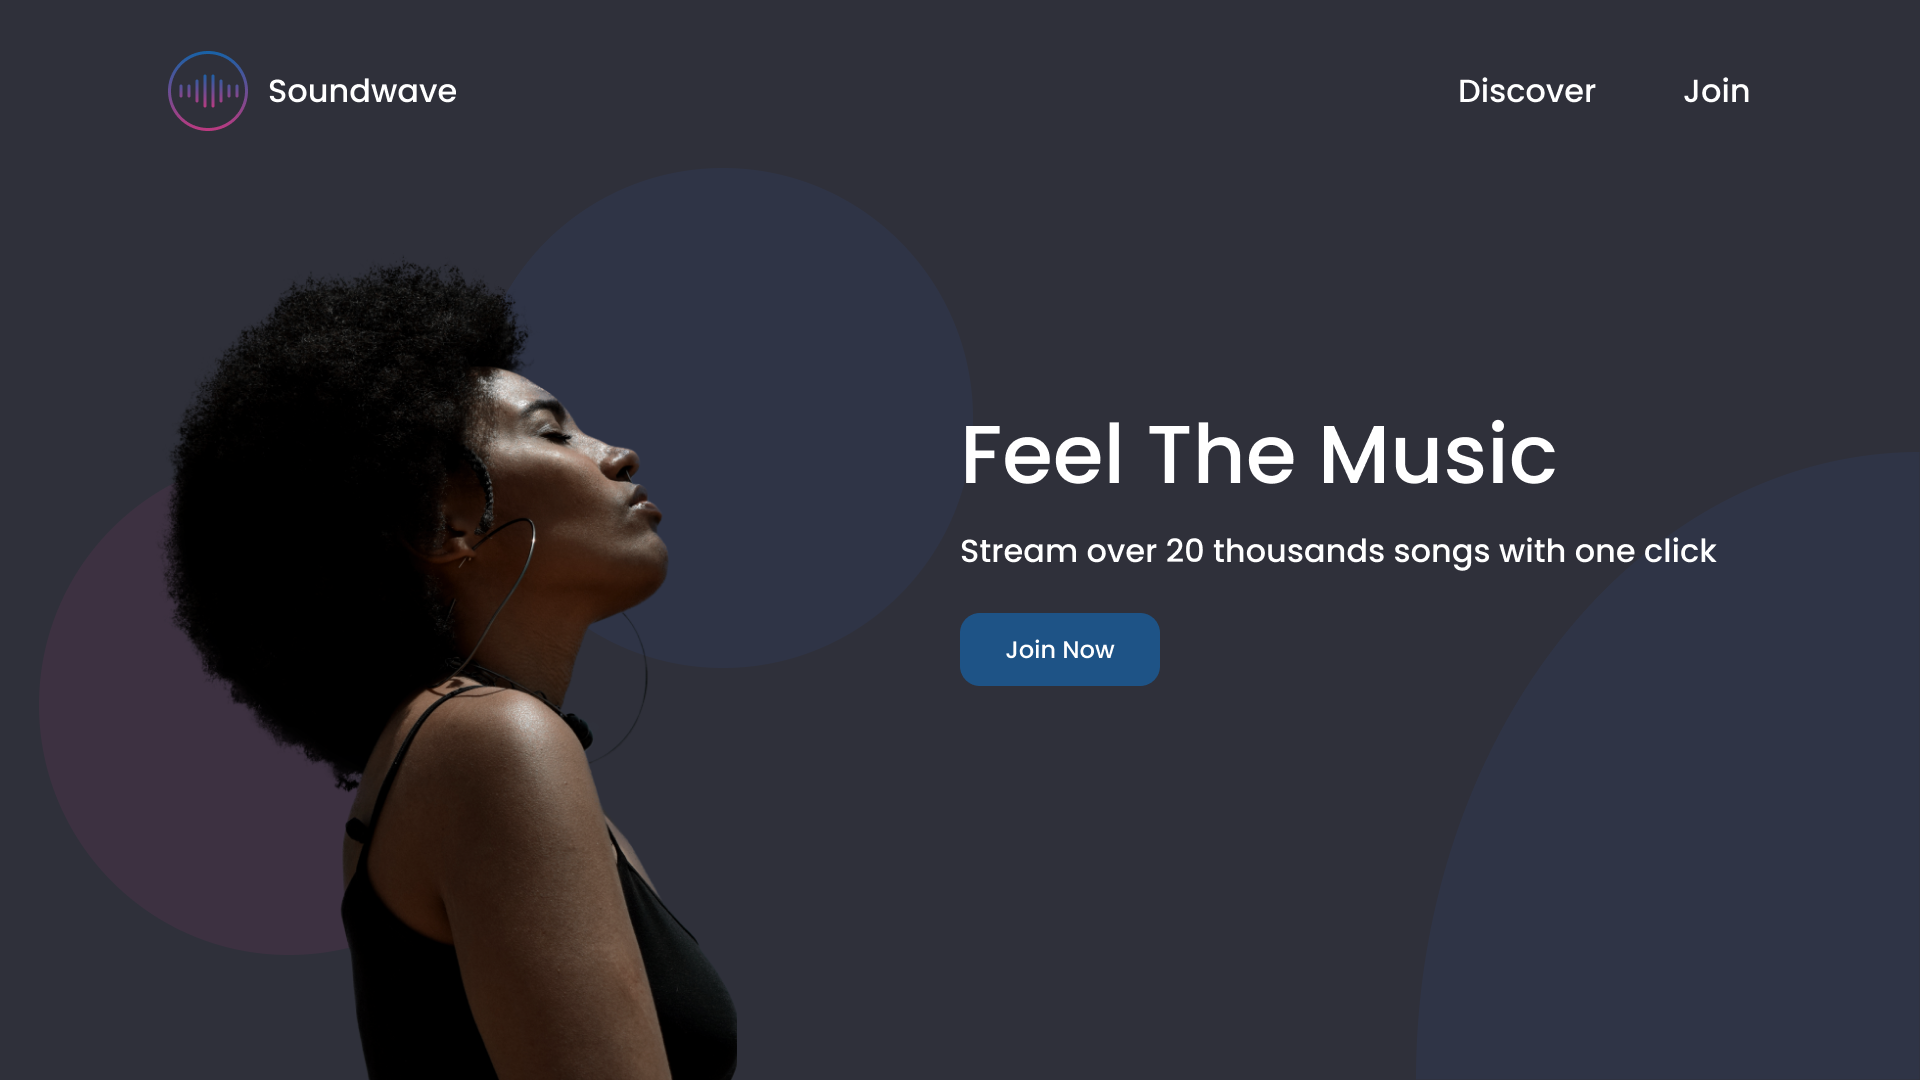 Soundwave
Discover
Join
Feel The Music
Stream over 20 thousands songs with one click
Join Now